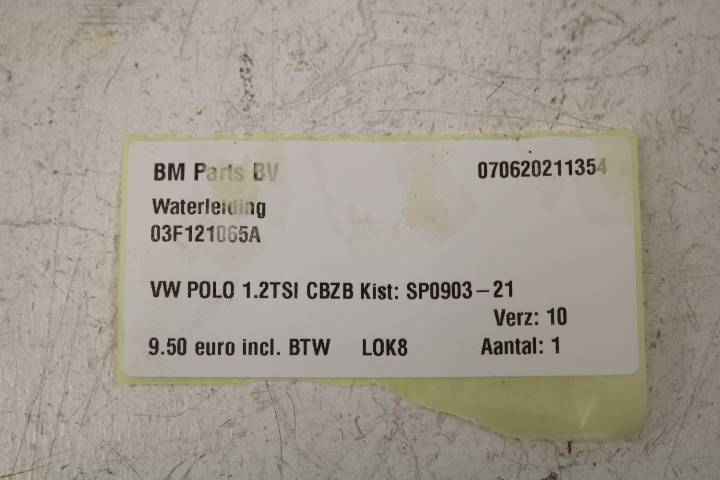 BM Parts BV 070620211354
Waterleiding
03F121065A
VW POLO 1.2TSI CBZB Kist: SP0903-21
Verz: 10
9.50 euro incl. BTW LOK8 Aantal: 1